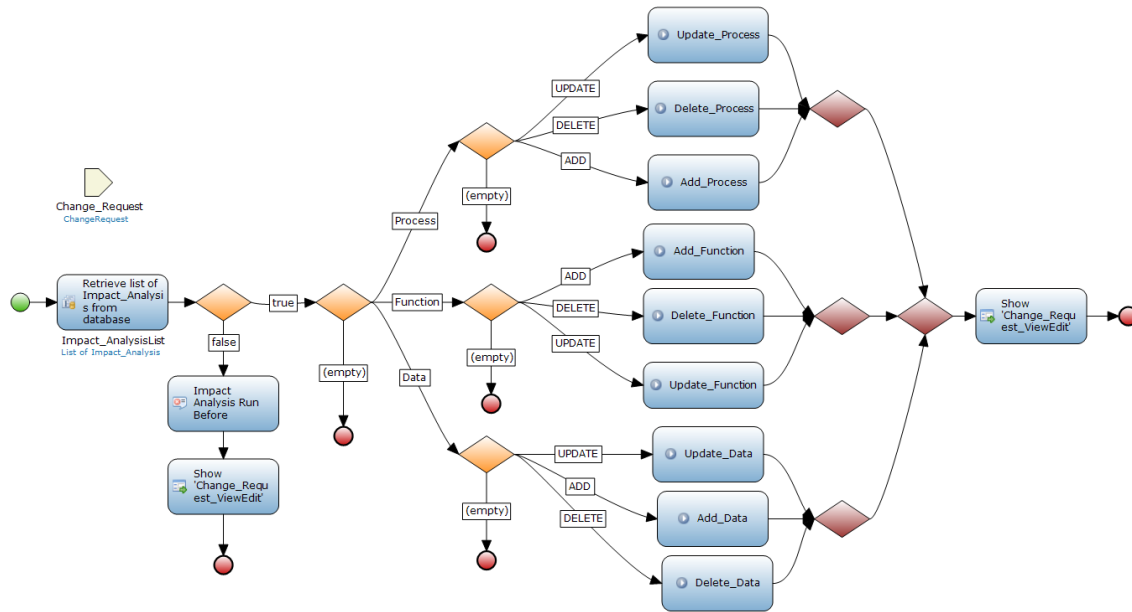 Update_Process
UPDATE
Delete_Process
DELETE
ADD
Add_Process
(empty)
Process
Change_Request
ChangeRequest
Retrieve list of
Impact_Analysi
s from
database
Impact_AnalysisList
List of Impact_Analysis
true
false
Impact
Analysis Run
Before
Show
'Change_Requ
est_ViewEdit'
(empty)
Function
Add_Function
ADD
DELETE
Delete_Function
UPDATE
(empty)
Update_Function
Data
UPDATE
Update_Data
ADD
Add_Data
DELETE
(empty)
Delete_Data
Show
'Change_Requ
est_ViewEdit'